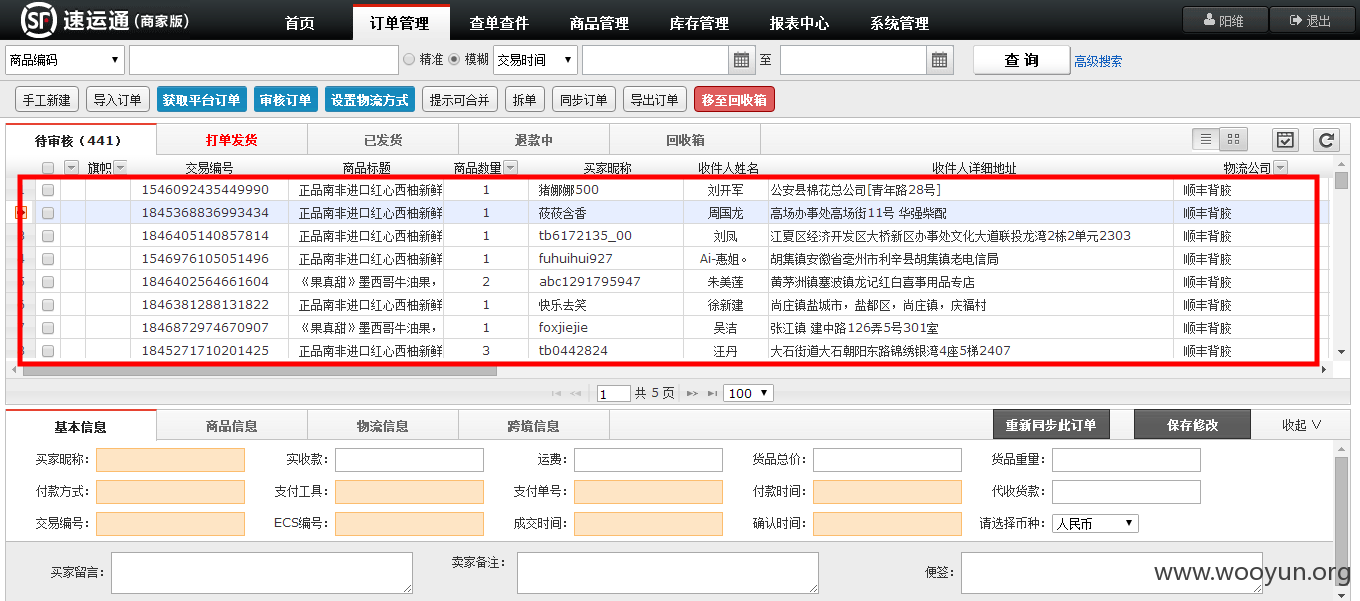 SF 速运通(商家版) 首页 订单管理 查单查件 商品管理 库存管理 报表中心 系统管理 阳维 退出
商品编码 精准 模糊 交易时间 至 查 询 高级搜索
手工新建 导入订单 获取平台订单 审核订单 设置物流方式 提示可合并 拆单 同步订单 导出订单 移至回收箱
待审核（441） 打单发货 已发货 退款中 回收箱
旗帜 交易编号 商品标题 商品数量 买家昵称 收件人姓名 收件人详细地址 物流公司
1546092435449990 正品南非进口红心西柚新鲜 1 猪娜娜500 刘开军 公安县棉花总公司[青年路28号] 顺丰背胶
1845368836993434 正品南非进口红心西柚新鲜 1 莜莜含香 周国龙 高场办事处高场街11号 华强柴配 顺丰背胶
3 1846405140857814 正品南非进口红心西柚新鲜 1 tb6172135_00 刘凤 江夏区经济开发区大桥新区办事处文化大道联投龙湾2栋2单元2303 顺丰背胶
4 1546976105051496 正品南非进口红心西柚新鲜 1 fuhuihui927 Ai-惠姐。 胡集镇安徽省亳州市利辛县胡集镇老电信局 顺丰背胶
5 1846402564661604 《果真甜》墨西哥牛油果， 2 abc1291795947 朱美莲 黄茅洲镇塞波镇龙记红白喜事用品专店 顺丰背胶
6 1846381288131822 正品南非进口红心西柚新鲜 1 快乐去笑 徐新建 尚庄镇盐城市，盐都区，尚庄镇，庆福村 顺丰背胶
7 1846872974670907 《果真甜》墨西哥牛油果， 1 foxjiejie 吴洁 张江镇 建中路126弄5号301室 顺丰背胶
8 1845271710201425 正品南非进口红心西柚新鲜 3 tb0442824 汪丹 大石街道大石朝阳东路锦绣银湾4座5梯2407 顺丰背胶
1 共 5 页 100
基本信息 商品信息 物流信息 跨境信息 重新同步此订单 保存修改 收起
买家昵称： 实收款： 运费： 货品总价： 货品重量：
付款方式： 支付工具： 支付单号： 付款时间： 代收货款：
交易编号： ECS编号： 成交时间： 确认时间： 请选择币种： 人民币
买家留言： 卖家备注： 便签：
www.wooyun.org